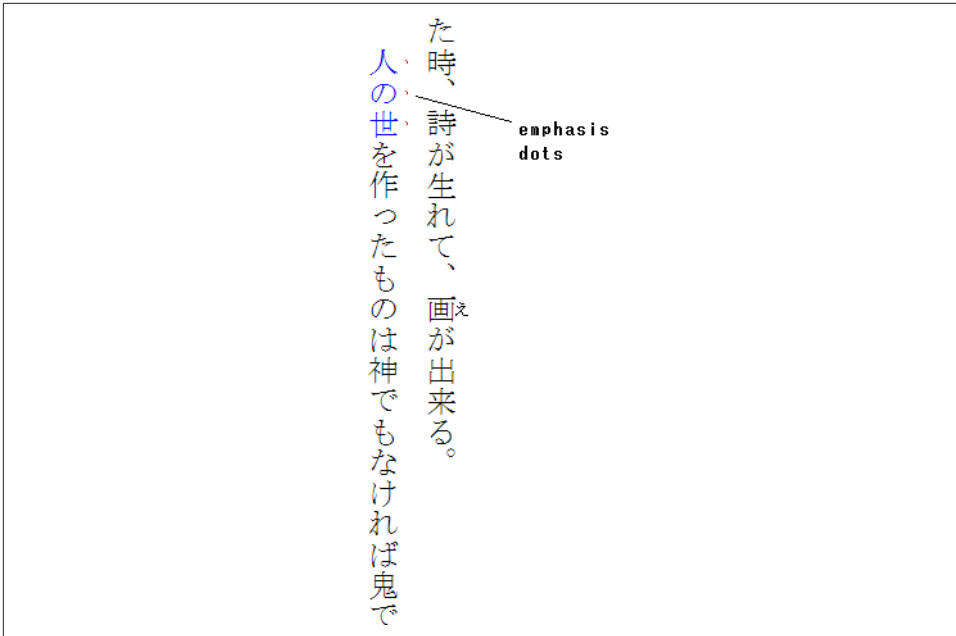 た時、詩が生れて、画が出来る。
え
人の世を作ったものは神でもなければ鬼で
emphasis
dots